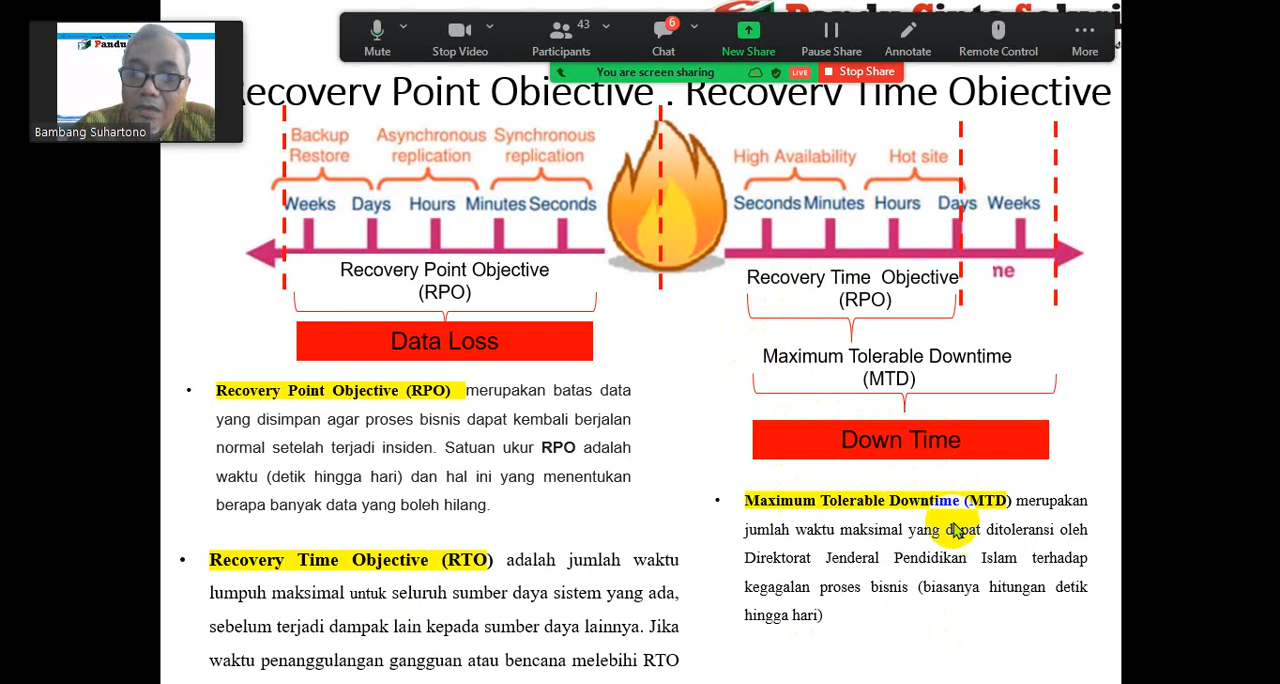 Pandu Cipta Solusi
Mute
Stop Video
43
Participants
6
Chat
New Share
Pause Share
Annotate
Remote Control
More
You are screen sharing
LIVE
Stop Share
Bambang Suhartono
Recovery Point Objective . Recovery Time Objective
Backup Restore
Asynchronous replication
Synchronous replication
High Availability
Hot site
Weeks Days Hours Minutes Seconds
Seconds Minutes Hours Days Weeks
ne
Recovery Point Objective
(RPO)
Data Loss
Recovery Time Objective
(RPO)
Maximum Tolerable Downtime
(MTD)
Down Time
• Recovery Point Objective (RPO) merupakan batas data
yang disimpan agar proses bisnis dapat kembali berjalan
normal setelah terjadi insiden. Satuan ukur RPO adalah
waktu (detik hingga hari) dan hal ini yang menentukan
berapa banyak data yang boleh hilang.
• Recovery Time Objective (RTO) adalah jumlah waktu
lumpuh maksimal untuk seluruh sumber daya sistem yang ada,
sebelum terjadi dampak lain kepada sumber daya lainnya. Jika
waktu penanggulangan gangguan atau bencana melebihi RTO
• Maximum Tolerable Downtime (MTD) merupakan
jumlah waktu maksimal yang dapat ditoleransi oleh
Direktorat Jenderal Pendidikan Islam terhadap
kegagalan proses bisnis (biasanya hitungan detik
hingga hari)